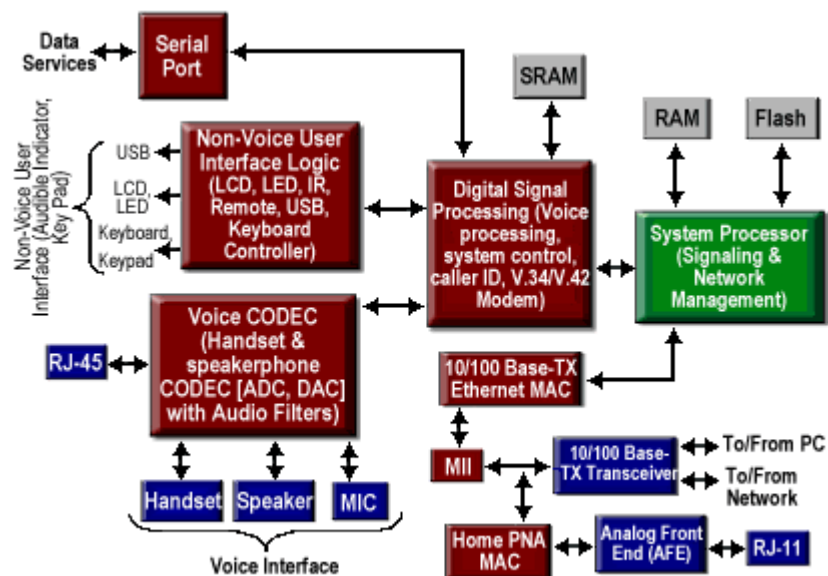 Data
Services
Serial
Port
SRAM
RAM
Flash
Non-Voice User
Interface (Audible Indicator,
Key Pad)
USB
LCD,
LED
Keyboard,
Keypad
Non-Voice User
Interface Logic
(LCD, LED, IR,
Remote, USB,
Keyboard
Controller)
Digital Signal
Processing (Voice
processing,
system control,
caller ID, V.34/V.42
Modem)
System Processor
(Signaling &
Network
Management)
Voice CODEC
(Handset &
speakerphone
CODEC [ADC, DAC]
with Audio Filters)
RJ-45
10/100 Base-TX
Ethernet MAC
MII
10/100 Base-
TX Transceiver
To/From PC
To/From
Network
Handset
Speaker
MIC
Voice Interface
Home PNA
MAC
Analog Front
End (AFE)
RJ-11